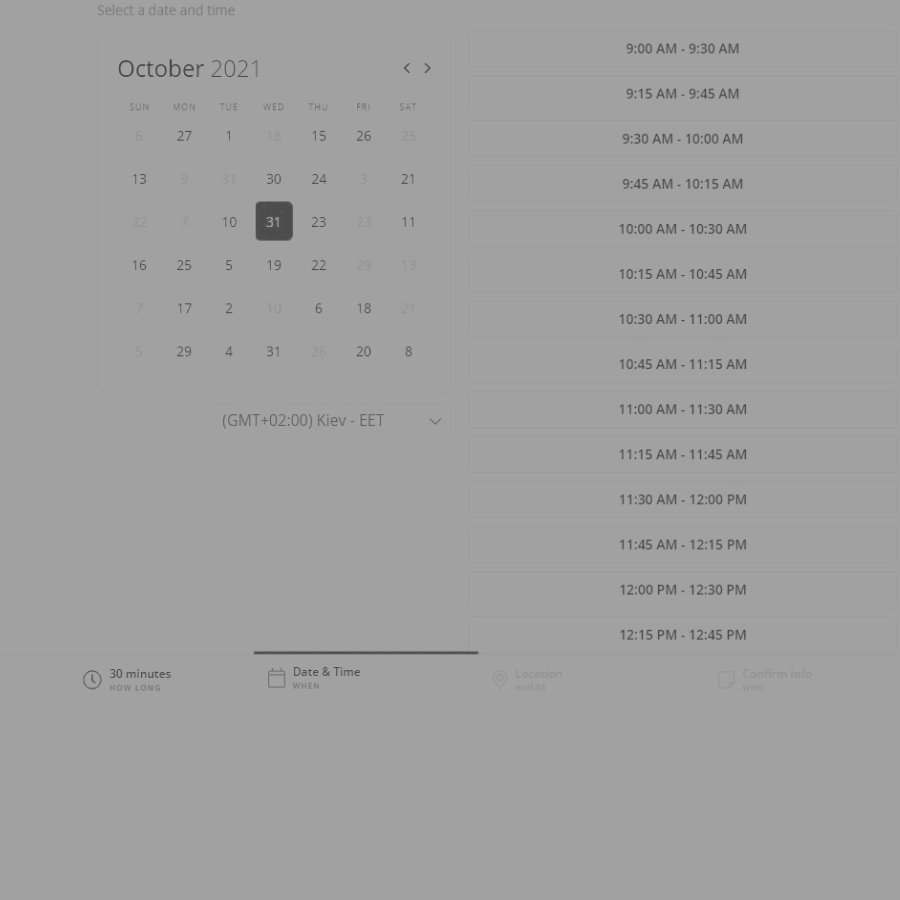 Select a date and time
October 2021
SUN MON TUE WED THU FRI SAT
6 27 1 18 15 26 25
13 9 31 30 24 3 21
22 7 10 31 23 23 11
16 25 5 19 22 29 13
7 17 2 10 6 18 21
5 29 4 31 26 20 8
(GMT+02:00) Kiev - EET
9:00 AM - 9:30 AM
9:15 AM - 9:45 AM
9:30 AM - 10:00 AM
9:45 AM - 10:15 AM
10:00 AM - 10:30 AM
10:15 AM - 10:45 AM
10:30 AM - 11:00 AM
10:45 AM - 11:15 AM
11:00 AM - 11:30 AM
11:15 AM - 11:45 AM
11:30 AM - 12:00 PM
11:45 AM - 12:15 PM
12:00 PM - 12:30 PM
12:15 PM - 12:45 PM
30 minutes
HOW LONG
Date & Time
WHEN
Location
WHERE
Confirm Info
WHO